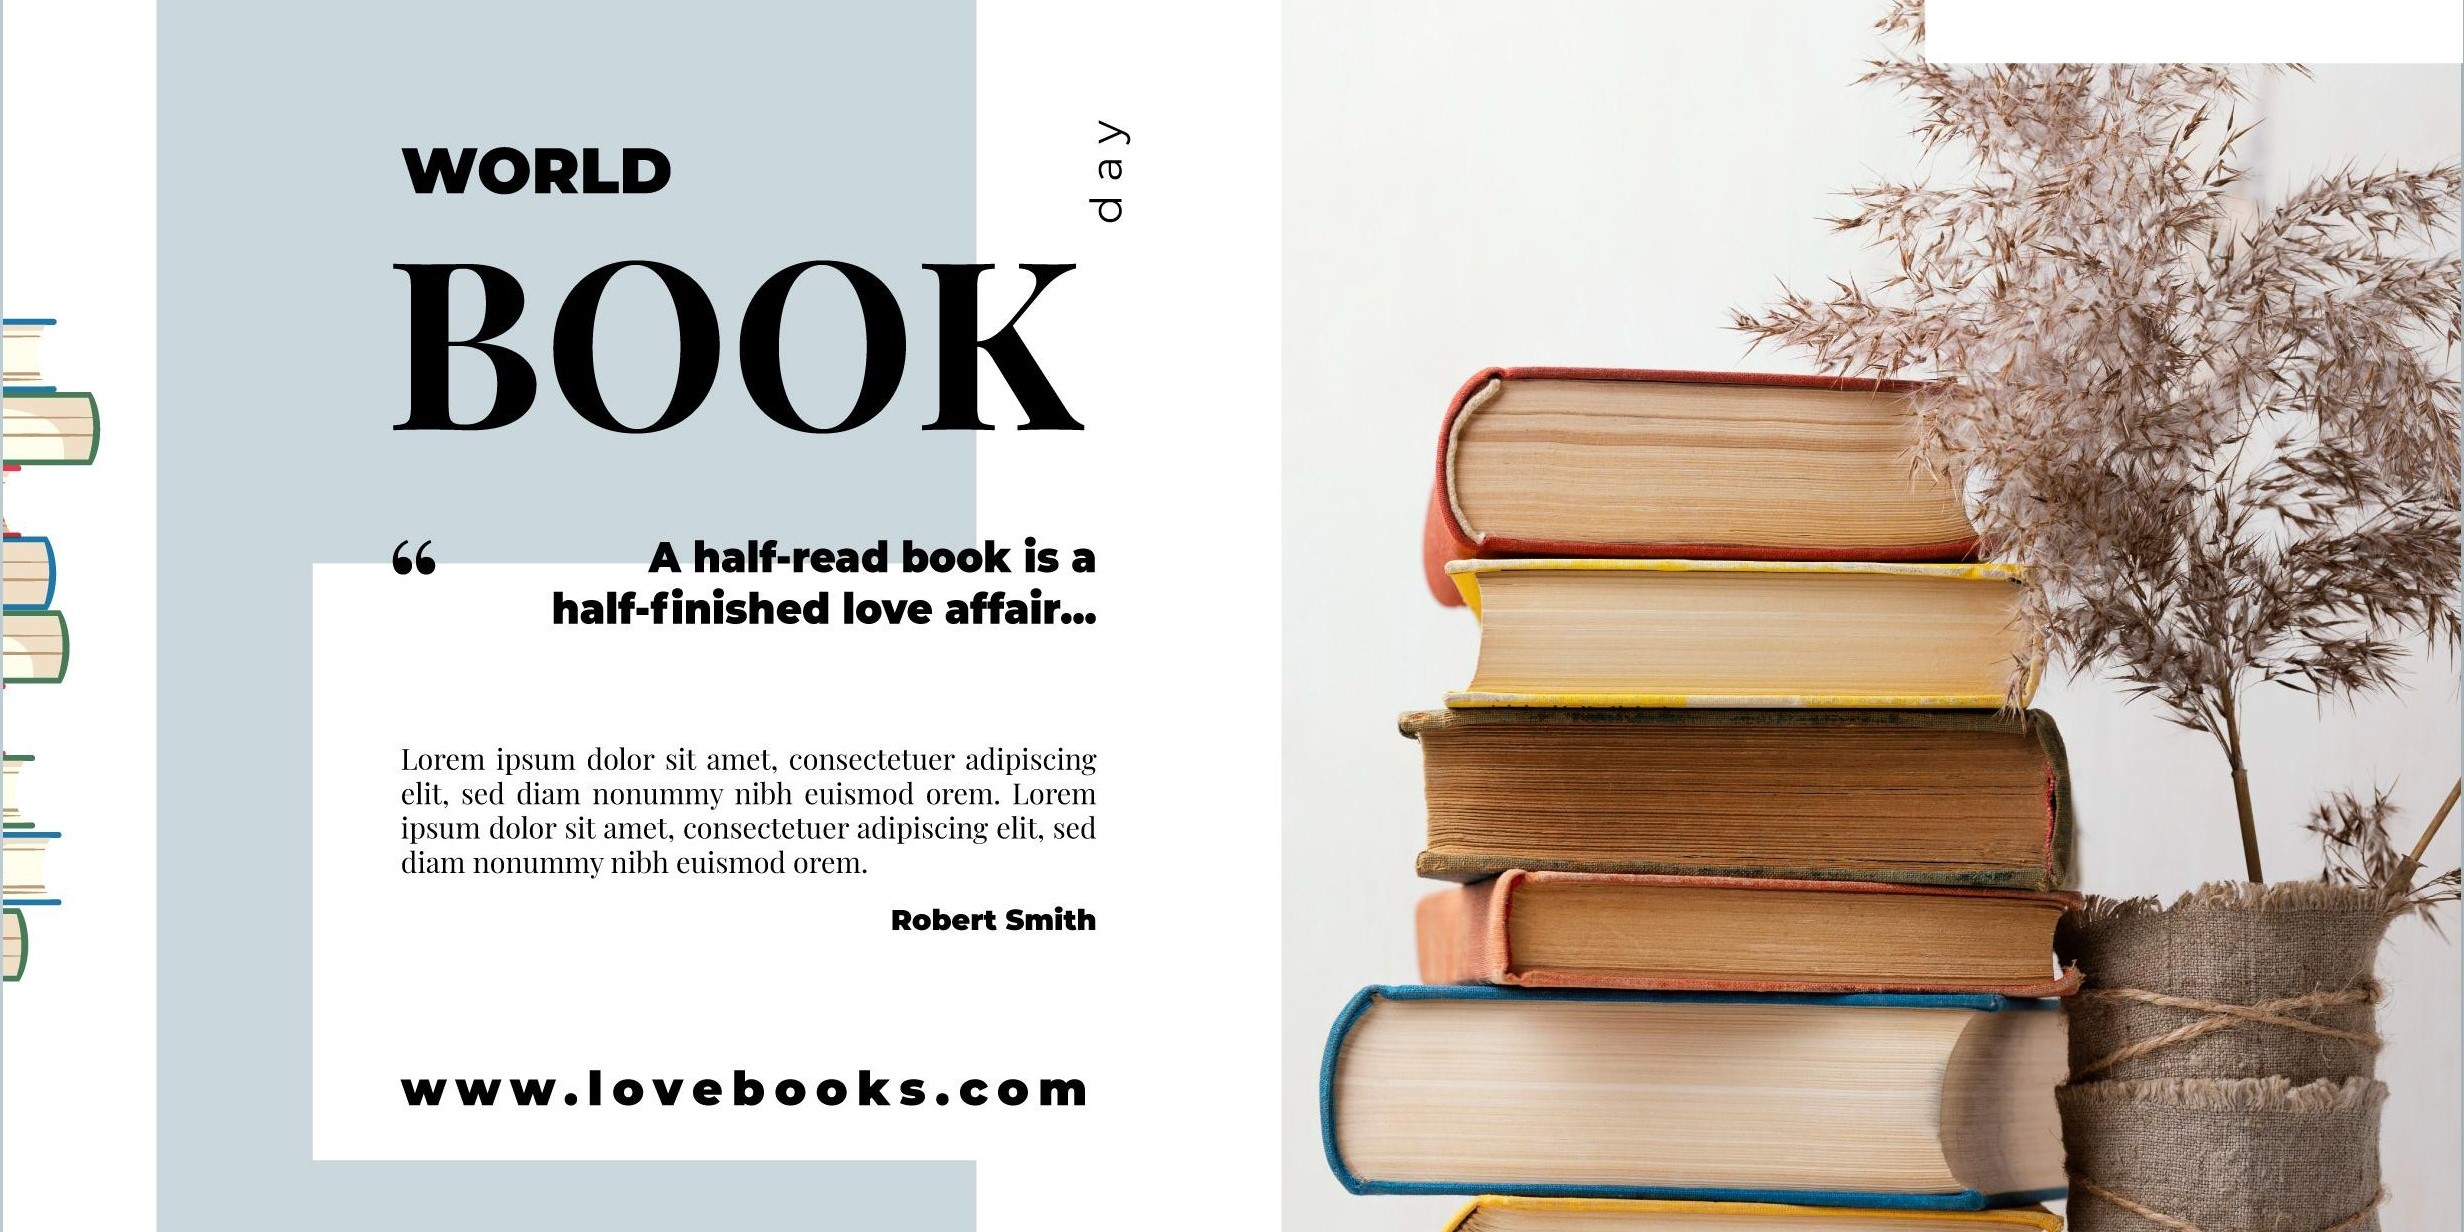 WORLD
BOOK
day
“ A half-read book is a
half-finished love affair...
Lorem ipsum dolor sit amet, consectetuer adipiscing
elit, sed diam nonummy nibh euismod orem. Lorem
ipsum dolor sit amet, consectetuer adipiscing elit, sed
diam nonummy nibh euismod orem.
Robert Smith
www.lovebooks.com